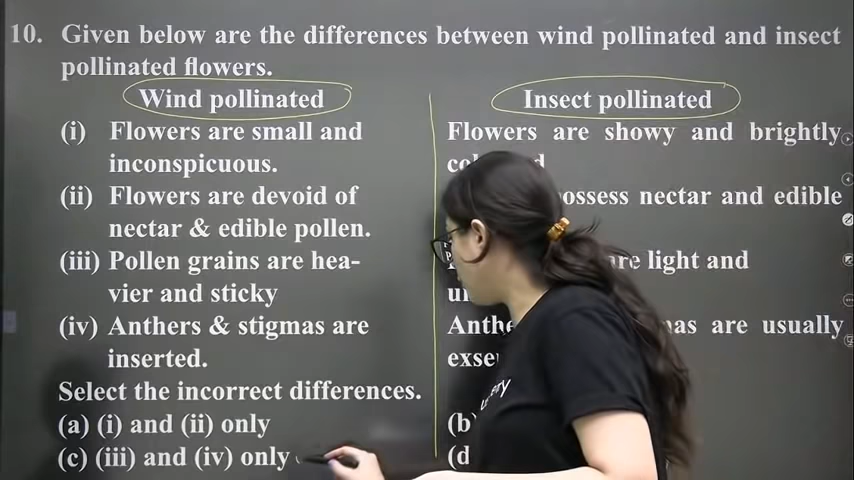 10. Given below are the differences between wind pollinated and insect
pollinated flowers.
Wind pollinated Insect pollinated
(i) Flowers are small and
inconspicuous.
Flowers are showy and brightly
(ii) Flowers are devoid of
nectar & edible pollen.
possess nectar and edible
(iii) Pollen grains are hea-
vier and sticky
are light and
(iv) Anthers & stigmas are
inserted.
are usually
Select the incorrect differences.
(a) (i) and (ii) only
(b)
(c) (iii) and (iv) only
(d